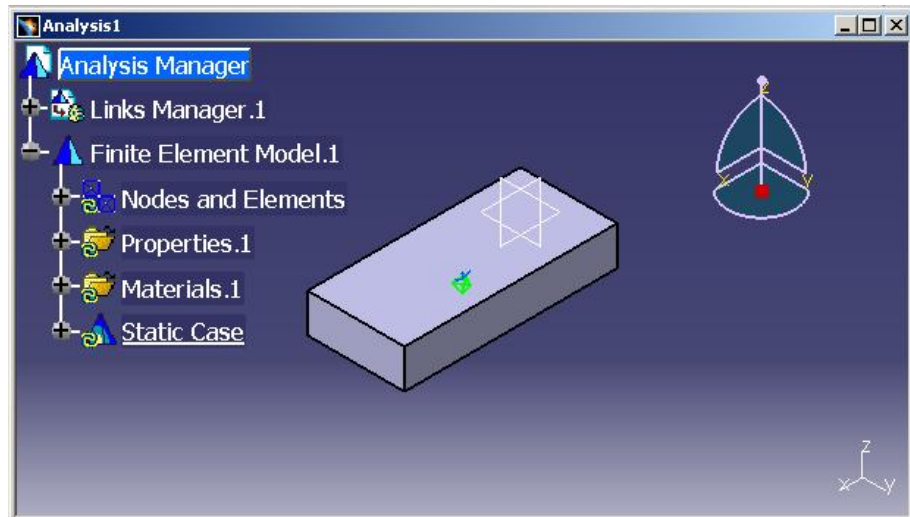 Analysis1
Analysis Manager
Links Manager.1
Finite Element Model.1
Nodes and Elements
Properties.1
Materials.1
Static Case
z
x y
z
x y